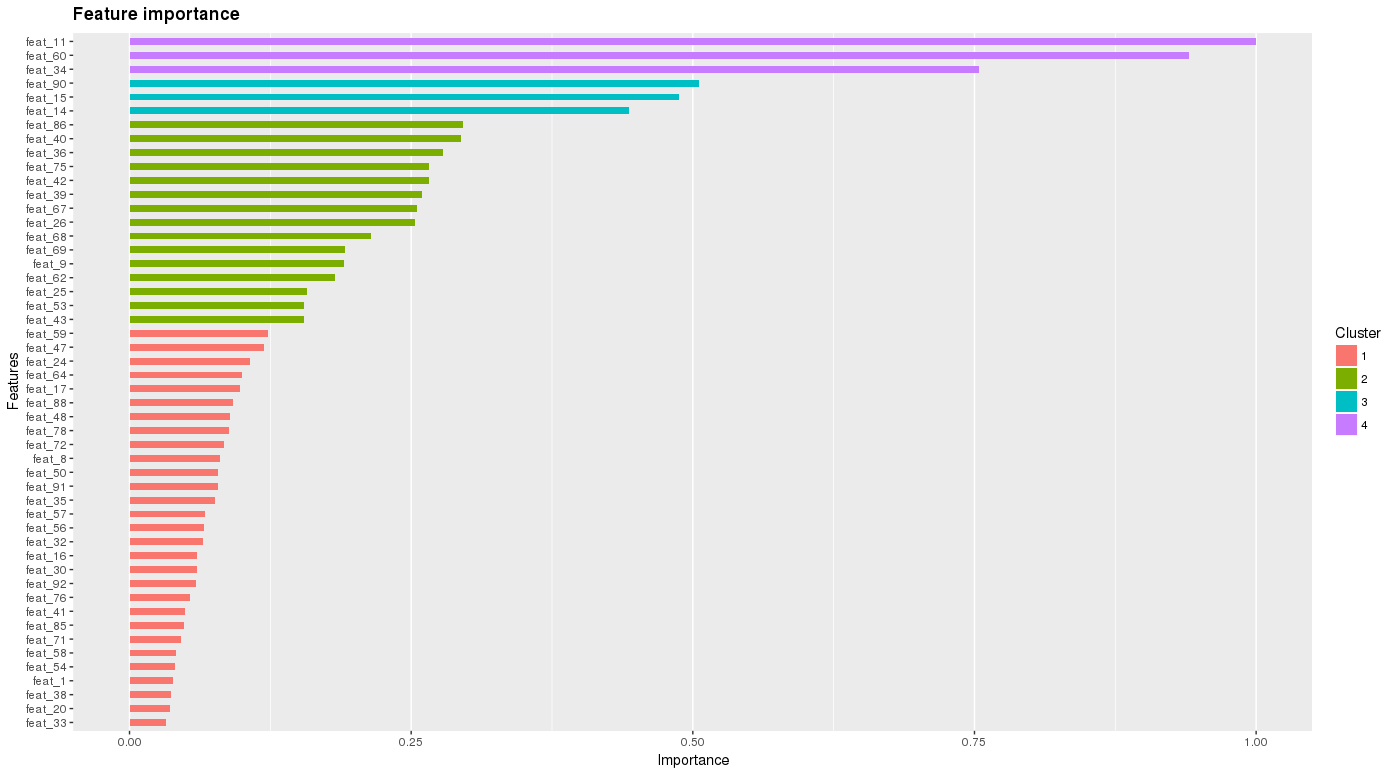 Feature importance
feat_11
feat_60
feat_34
feat_90
feat_15
feat_14
feat_86
feat_40
feat_36
feat_75
feat_42
feat_39
feat_67
feat_26
feat_68
feat_69
feat_9
feat_62
feat_25
feat_53
feat_43
feat_59
feat_47
feat_24
feat_64
feat_17
feat_88
feat_48
feat_78
feat_72
feat_8
feat_50
feat_91
feat_35
feat_57
feat_56
feat_32
feat_16
feat_30
feat_92
feat_76
feat_41
feat_85
feat_71
feat_58
feat_54
feat_1
feat_38
feat_20
feat_33
Features
0.00 0.25 0.50 0.75 1.00
Importance
Cluster
1
2
3
4